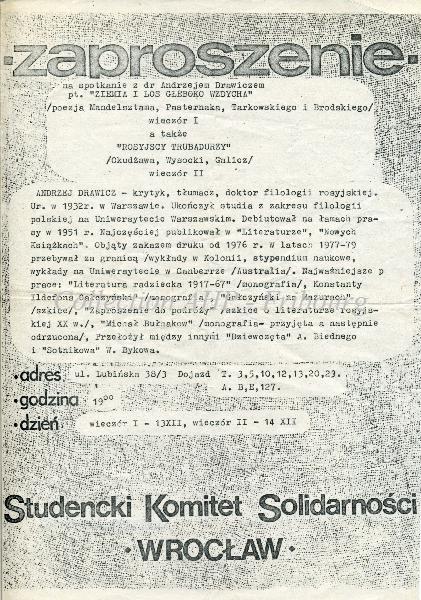 ·zaproszenie·
na spotkanie z dr Andrzejem Drawiczem
pt. "ZIEMIA I LOS GŁĘBOKO WZDYCHA"
/poezja Mandelsztama, Pasternaka, Tarkowskiego i Brodskiego/
wieczór I
a także
"ROSYJSCY TRUBADURZY"
/Okudżawa, Wysocki, Galicz/
wieczór II
ANDRZEJ DRAWICZ - krytyk, tłumacz, doktor filologii rosyjskiej.
Ur. w 1932r. w Warszawie. Ukończył studia z zakresu filologii
polskiej na Uniwersytecie Warszawskim. Debiutował na łamach pra-
sy w 1951 r. Najczęściej publikował w "Literaturze", "Nowych
Książkach". Objęty zakazem druku od 1976 r. W latach 1977-79
przebywał za granicą /wykłady w Kolonii, stypendium naukowe,
wykłady na Uniwersytecie w Canberrze /Australia/. Najważniejsze p
prace: "Literatura radziecka 1917-67" /monografia/, Konstanty
Ildefons Gałczyński /monografia/ "Gałczyński na Mazurach"
/szkice/, "Zaproszenie do podróży" /szkice o literaturze rosyjs-
kiej XX w./, "Michał Bułhakow" /monografia- przyjęta a następnie
odrzucona/, Przełożył między innymi "Dziewczęta" A. Biednego
i "Sotnikowa" W. Bykowa.
·adres ul. Lubińska 38/3 Dojazd T. 3,5,10,12,13,20,23.
A. B,E,127.
·godzina 19⁰⁰
·dzień wieczór I - 13XII, wieczór II - 14 XII
Studencki Komitet Solidarności
·WROCŁAW·